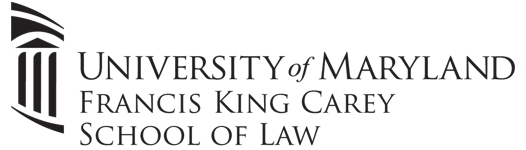 UNIVERSITY of MARYLAND
FRANCIS KING CAREY
SCHOOL OF LAW